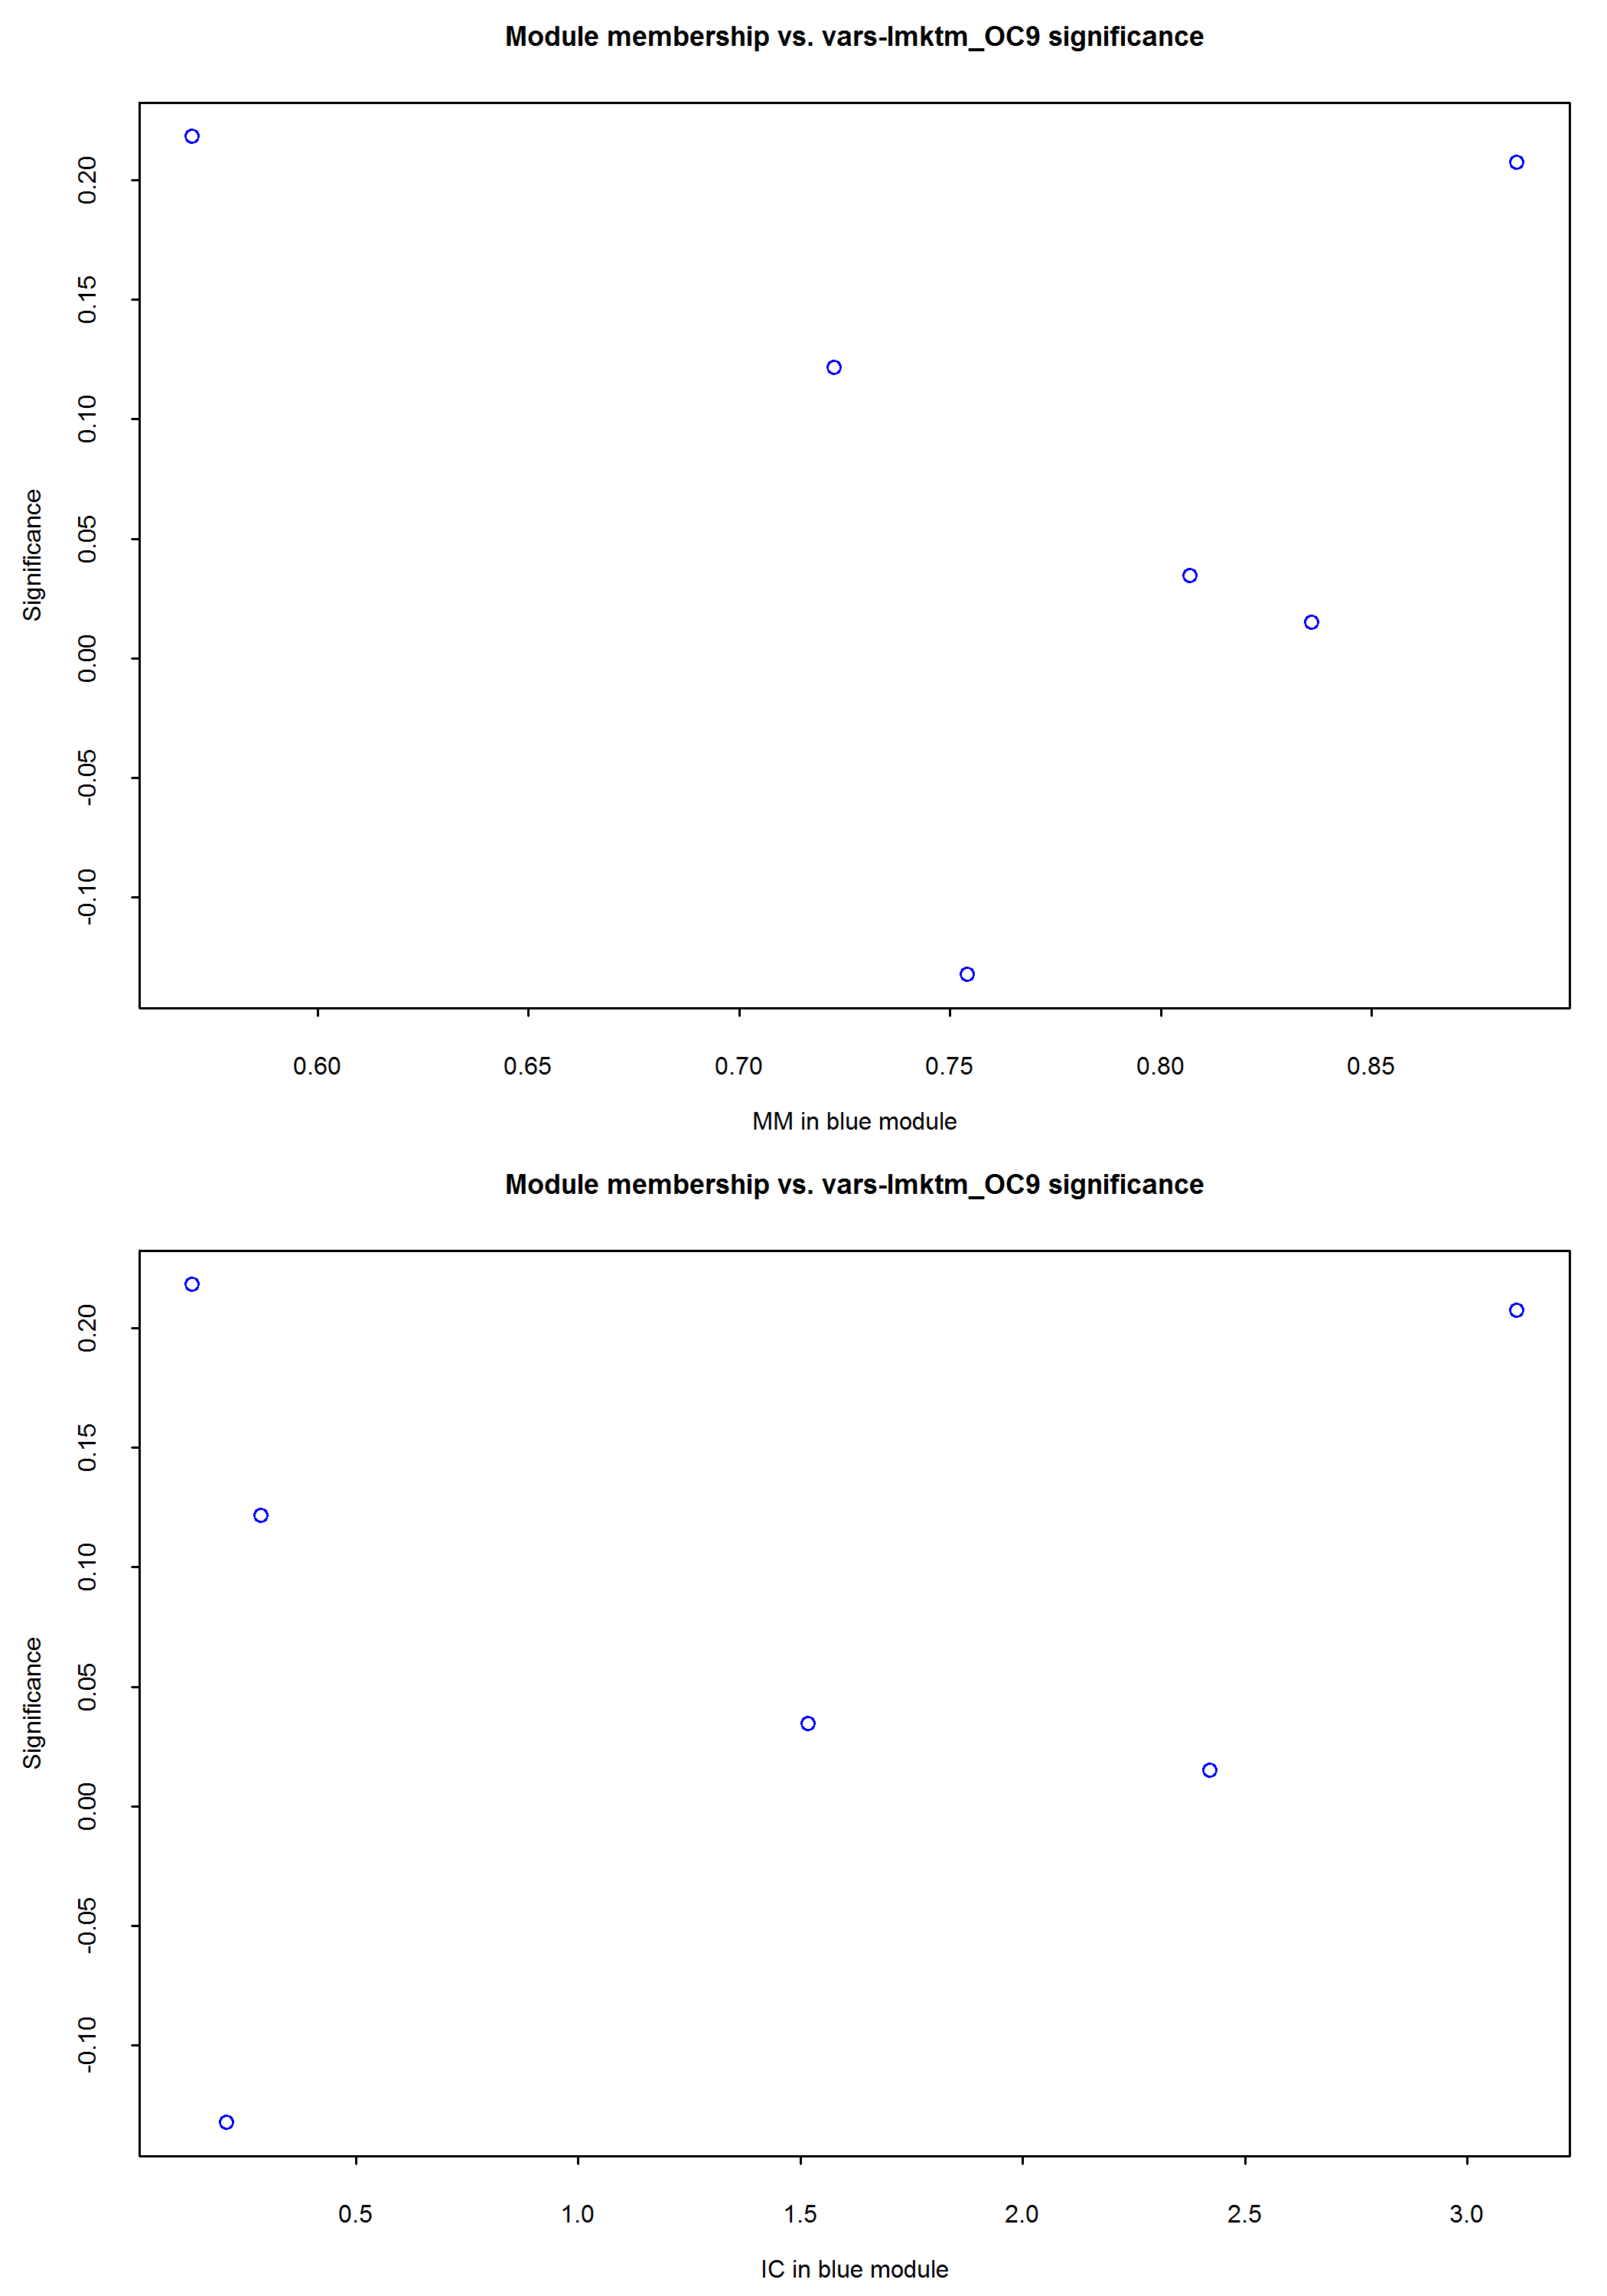 Module membership vs. vars-lmktm_OC9 significance
Significance
0.20
0.15
0.10
0.05
0.00
-0.05
-0.10
0.60 0.65 0.70 0.75 0.80 0.85
MM in blue module
Module membership vs. vars-lmktm_OC9 significance
Significance
0.20
0.15
0.10
0.05
0.00
-0.05
-0.10
0.5 1.0 1.5 2.0 2.5 3.0
IC in blue module